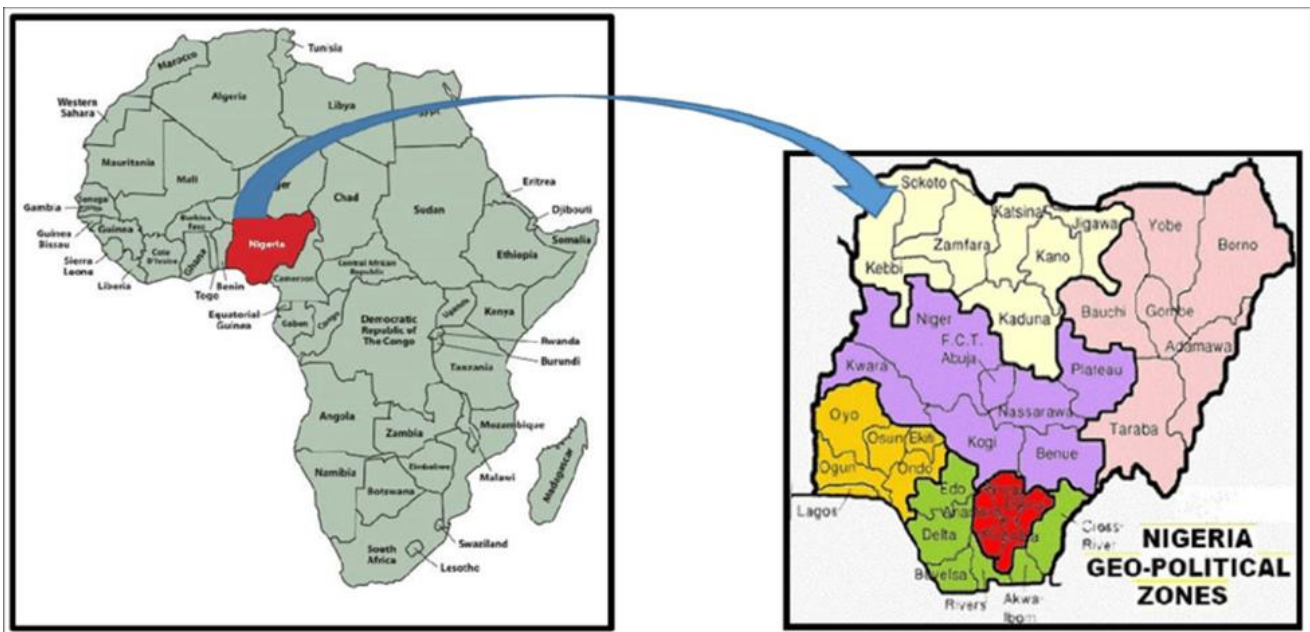 Tunisia
Morocco
Algeria
Libya
Western
Sahara
Mauritania
Mali
Chad
Sudan
Eritrea
Djibouti
Somalia
Ethiopia
Gambia
Guinea
Bissau
Guinea
Sierra
Leone
Liberia
Cote
D'Ivoire
Burkina
Faso
Ghana
Togo
Benin
Nigeria
Cameroon
Central African
Republic
Equatorial
Guinea
Gabon
Congo
Democratic
Republic of
The Congo
Uganda
Kenya
Rwanda
Burundi
Tanzania
Angola
Zambia
Mozambique
Malawi
Zimbabwe
Namibia
Botswana
Madagascar
Swaziland
South
Africa
Lesotho
Sokoto
Katsina
Jigawa
Yobe
Borno
Zamfara
Kano
Kebbi
Kaduna
Bauchi
Gombe
Adamawa
Niger
F.C.T.
Abuja
Plateau
Kwara
Nassarawa
Taraba
Oyo
Osun
Ekiti
Kogi
Benue
Ogun
Ondo
Lagos
Edo
Delta
Bayelsa
Rivers
Akwa-
Ibom
Cross-
River
NIGERIA
GEO-POLITICAL
ZONES